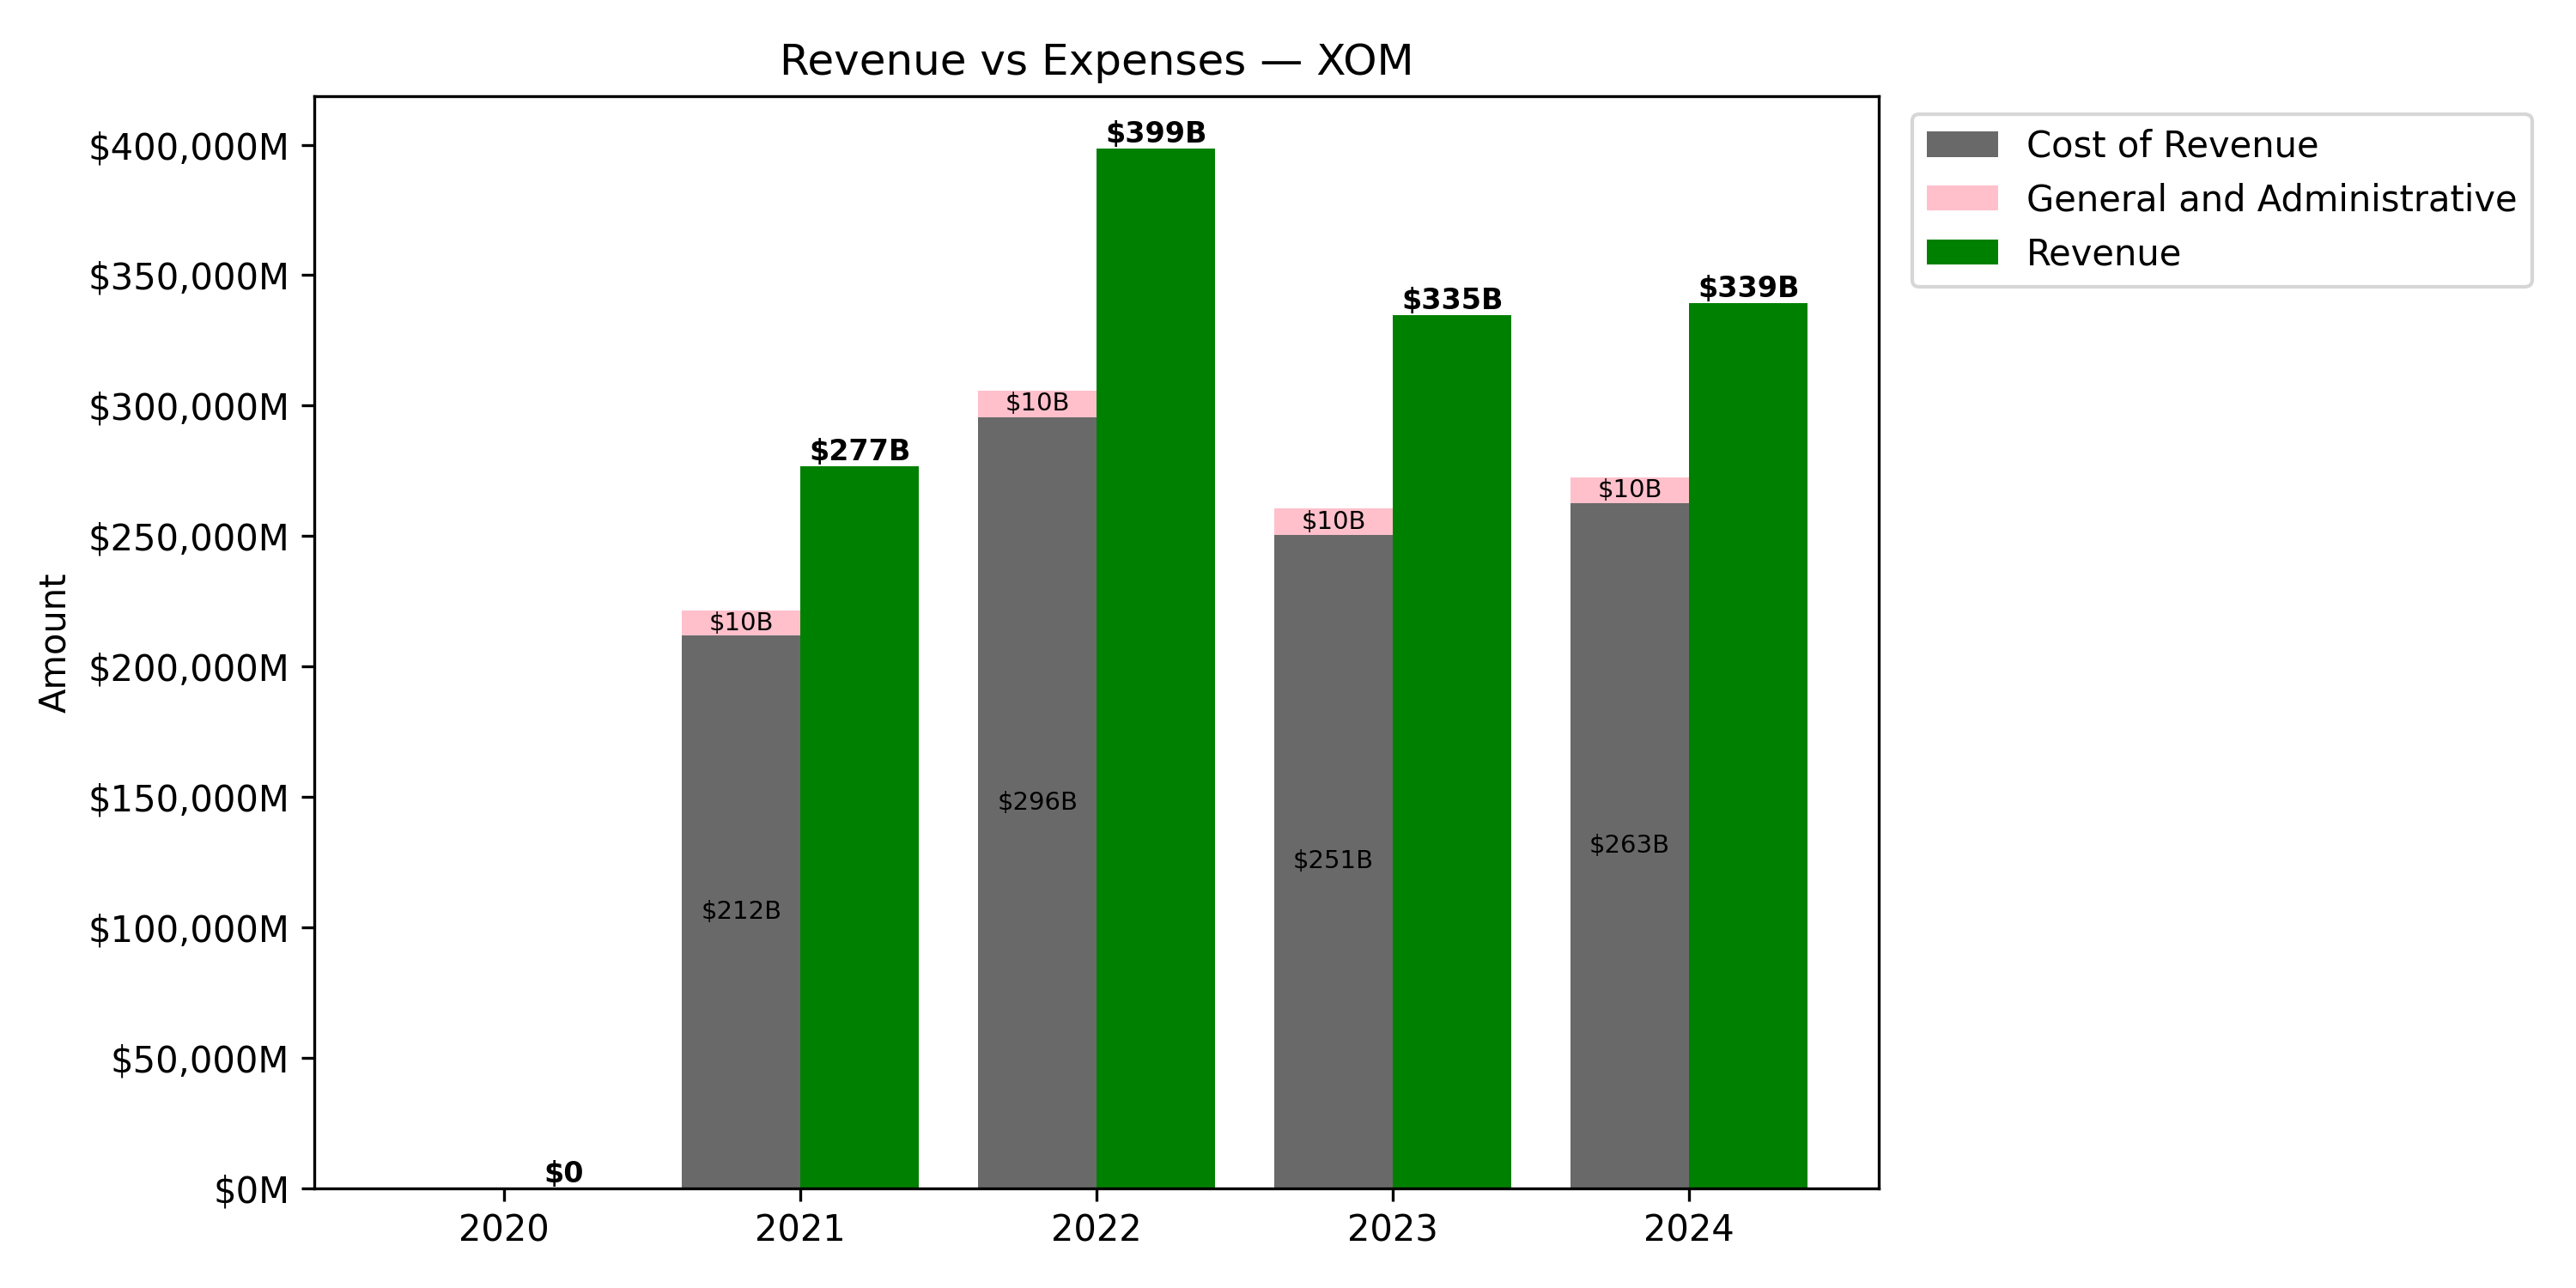 Revenue vs Expenses — XOM
Cost of Revenue
General and Administrative
Revenue
Amount
$400,000M
$350,000M
$300,000M
$250,000M
$200,000M
$150,000M
$100,000M
$50,000M
$0M
$0
$10B
$212B
$277B
$10B
$296B
$399B
$10B
$251B
$335B
$10B
$263B
$339B
2020
2021
2022
2023
2024